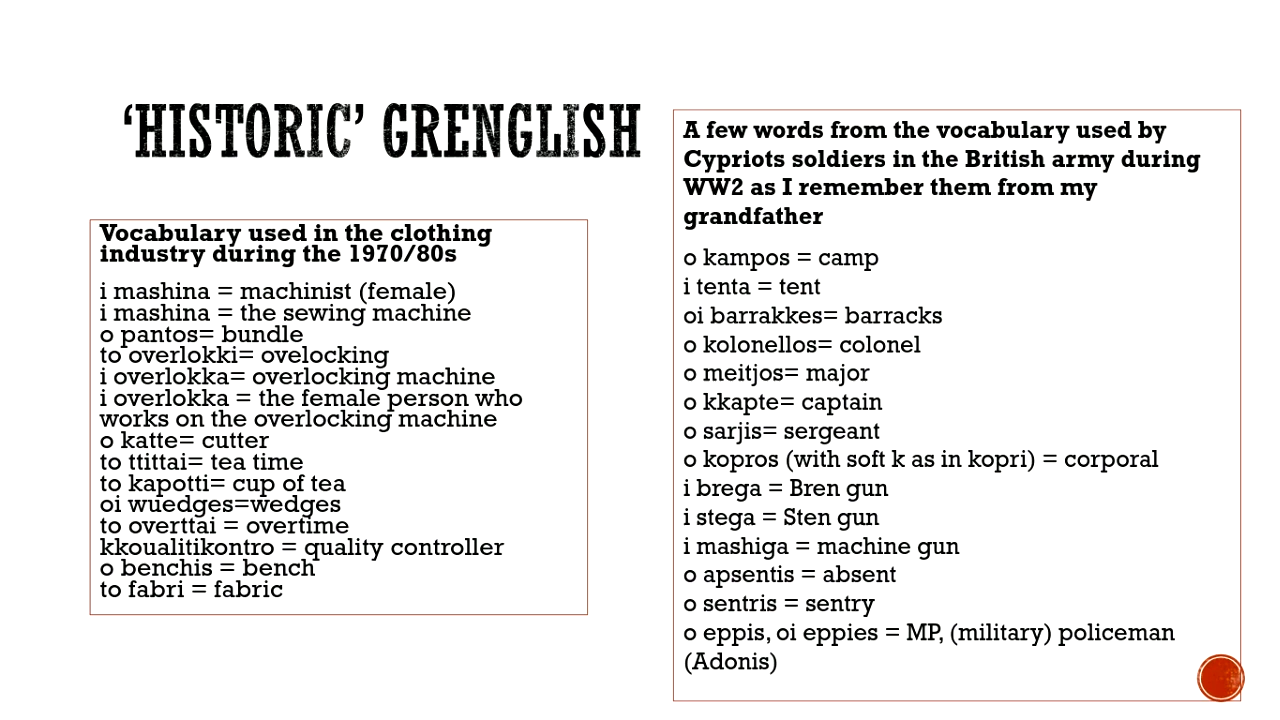 ‘HISTORIC’ GRENGLISH
Vocabulary used in the clothing
industry during the 1970/80s
i mashina = machinist (female)
i mashina = the sewing machine
o pantos= bundle
to overlokki= ovelocking
i overlokka= overlocking machine
i overlokka = the female person who
works on the overlocking machine
o katte= cutter
to ttittai= tea time
to kapotti= cup of tea
oi wuedges=wedges
to overttai = overtime
kkoualitikontro = quality controller
o benchis = bench
to fabri = fabric
A few words from the vocabulary used by
Cypriots soldiers in the British army during
WW2 as I remember them from my
grandfather
o kampos = camp
i tenta = tent
oi barrakkes= barracks
o kolonellos= colonel
o meitjos= major
o kkapte= captain
o sarjis= sergeant
o kopros (with soft k as in kopri) = corporal
i brega = Bren gun
i stega = Sten gun
i mashiga = machine gun
o apsentis = absent
o sentris = sentry
o eppis, oi eppies = MP, (military) policeman
(Adonis)